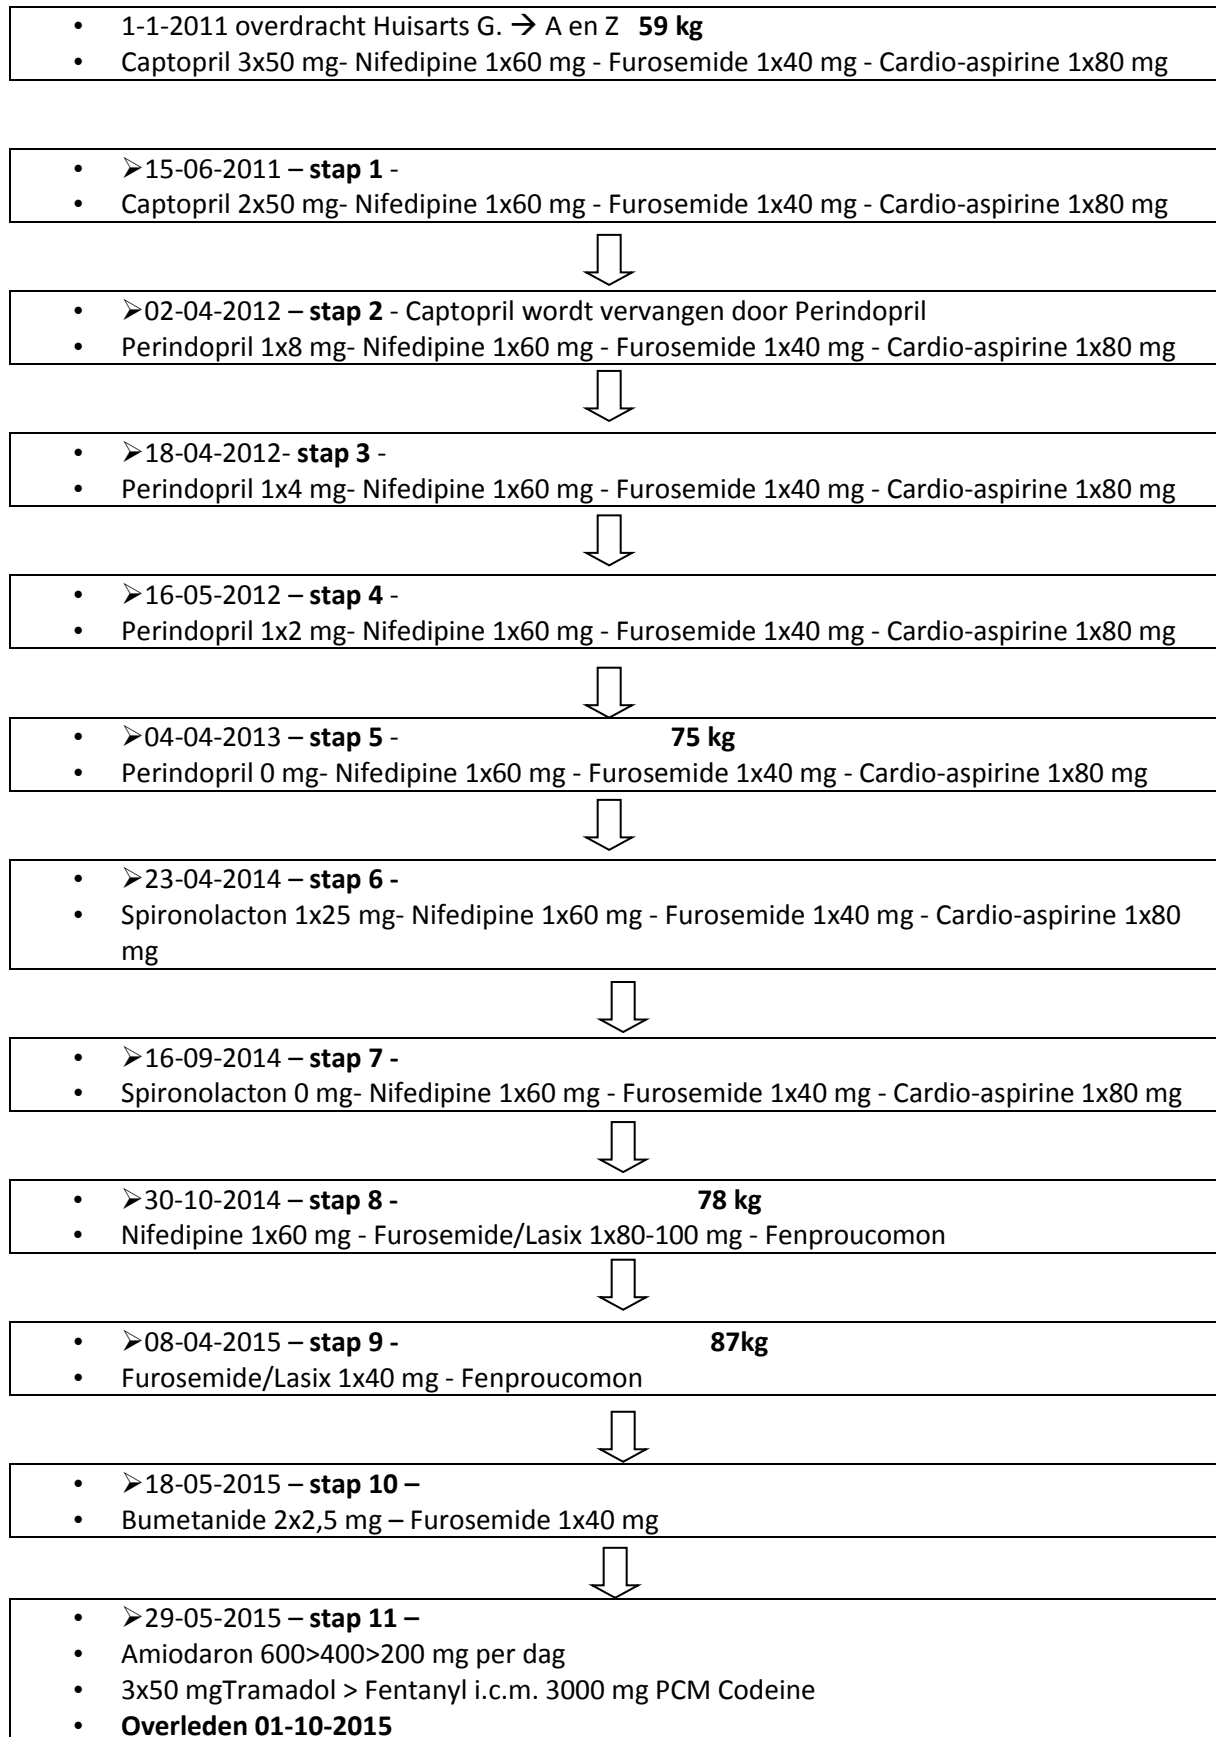 • 1-1-2011 overdracht Huisarts G. → A en Z 59 kg
• Captopril 3x50 mg- Nifedipine 1x60 mg - Furosemide 1x40 mg - Cardio-aspirine 1x80 mg
• ➢15-06-2011 – stap 1 -
• Captopril 2x50 mg- Nifedipine 1x60 mg - Furosemide 1x40 mg - Cardio-aspirine 1x80 mg
• ➢02-04-2012 – stap 2 - Captopril wordt vervangen door Perindopril
• Perindopril 1x8 mg- Nifedipine 1x60 mg - Furosemide 1x40 mg - Cardio-aspirine 1x80 mg
• ➢18-04-2012- stap 3 -
• Perindopril 1x4 mg- Nifedipine 1x60 mg - Furosemide 1x40 mg - Cardio-aspirine 1x80 mg
• ➢16-05-2012 – stap 4 -
• Perindopril 1x2 mg- Nifedipine 1x60 mg - Furosemide 1x40 mg - Cardio-aspirine 1x80 mg
• ➢04-04-2013 – stap 5 - 75 kg
• Perindopril 0 mg- Nifedipine 1x60 mg - Furosemide 1x40 mg - Cardio-aspirine 1x80 mg
• ➢23-04-2014 – stap 6 -
• Spironolacton 1x25 mg- Nifedipine 1x60 mg - Furosemide 1x40 mg - Cardio-aspirine 1x80
mg
• ➢16-09-2014 – stap 7 -
• Spironolacton 0 mg- Nifedipine 1x60 mg - Furosemide 1x40 mg - Cardio-aspirine 1x80 mg
• ➢30-10-2014 – stap 8 - 78 kg
• Nifedipine 1x60 mg - Furosemide/Lasix 1x80-100 mg - Fenproucomon
• ➢08-04-2015 – stap 9 - 87kg
• Furosemide/Lasix 1x40 mg - Fenproucomon
• ➢18-05-2015 – stap 10 –
• Bumetanide 2x2,5 mg – Furosemide 1x40 mg
• ➢29-05-2015 – stap 11 –
• Amiodaron 600>400>200 mg per dag
• 3x50 mgTramadol > Fentanyl i.c.m. 3000 mg PCM Codeine
• Overleden 01-10-2015